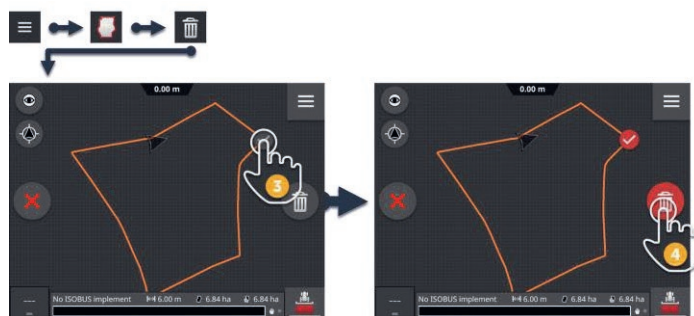 0.00 m
3
---
No ISOBUS implement 6.00 m 6.84 ha 6.84 ha
0.00 m
4
---
No ISOBUS implement 6.00 m 6.84 ha 6.84 ha